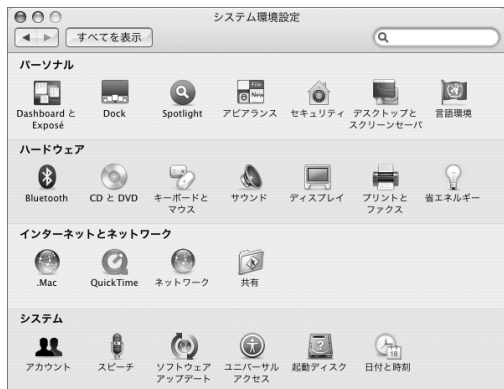 システム環境設定
すべてを表示
パーソナル
Dashboard と
Exposé
Dock
Spotlight
アピアランス
セキュリティ
デスクトップと
スクリーンセーバ
言語環境
ハードウェア
Bluetooth
CD と DVD
キーボードと
マウス
サウンド
ディスプレイ
プリントと
ファクス
省エネルギー
インターネットとネットワーク
.Mac
QuickTime
ネットワーク
共有
システム
アカウント
スピーチ
ソフトウェア
アップデート
ユニバーサル
アクセス
起動ディスク
日付と時刻
File
New
18